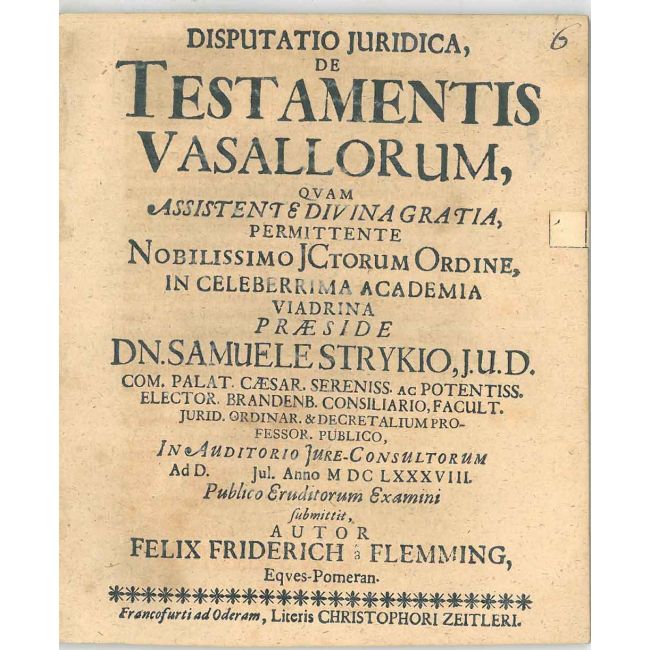 6
DISPUTATIO JURIDICA,
DE
TESTAMENTIS
VASALLORUM,
QVAM
ASSISTENTE DIVINA GRATIA,
PERMITTENTE
NOBILISSIMO JCTORUM ORDINE,
IN CELEBERRIMA ACADEMIA
VIADRINA
PRÆSIDE
DN. SAMUELE STRYKIO, J.U.D.
COM. PALAT. CÆSAR. SERENISS. AC POTENTISS.
ELECTOR. BRANDENB. CONSILIARIO, FACULT.
JURID. ORDINAR. & DECRETALIUM PRO-
FESSOR. PUBLICO,
IN AUDITORIO JURE-CONSULTORUM
Ad D. Jul. Anno M DC LXXXVIII.
Publico Eruditorum Examini
ſubmittit,
AUTOR
FELIX FRIDERICH â FLEMMING,
Eqves-Pomeran.
Francofurti ad Oderam, Literis CHRISTOPHORI ZEITLERI.